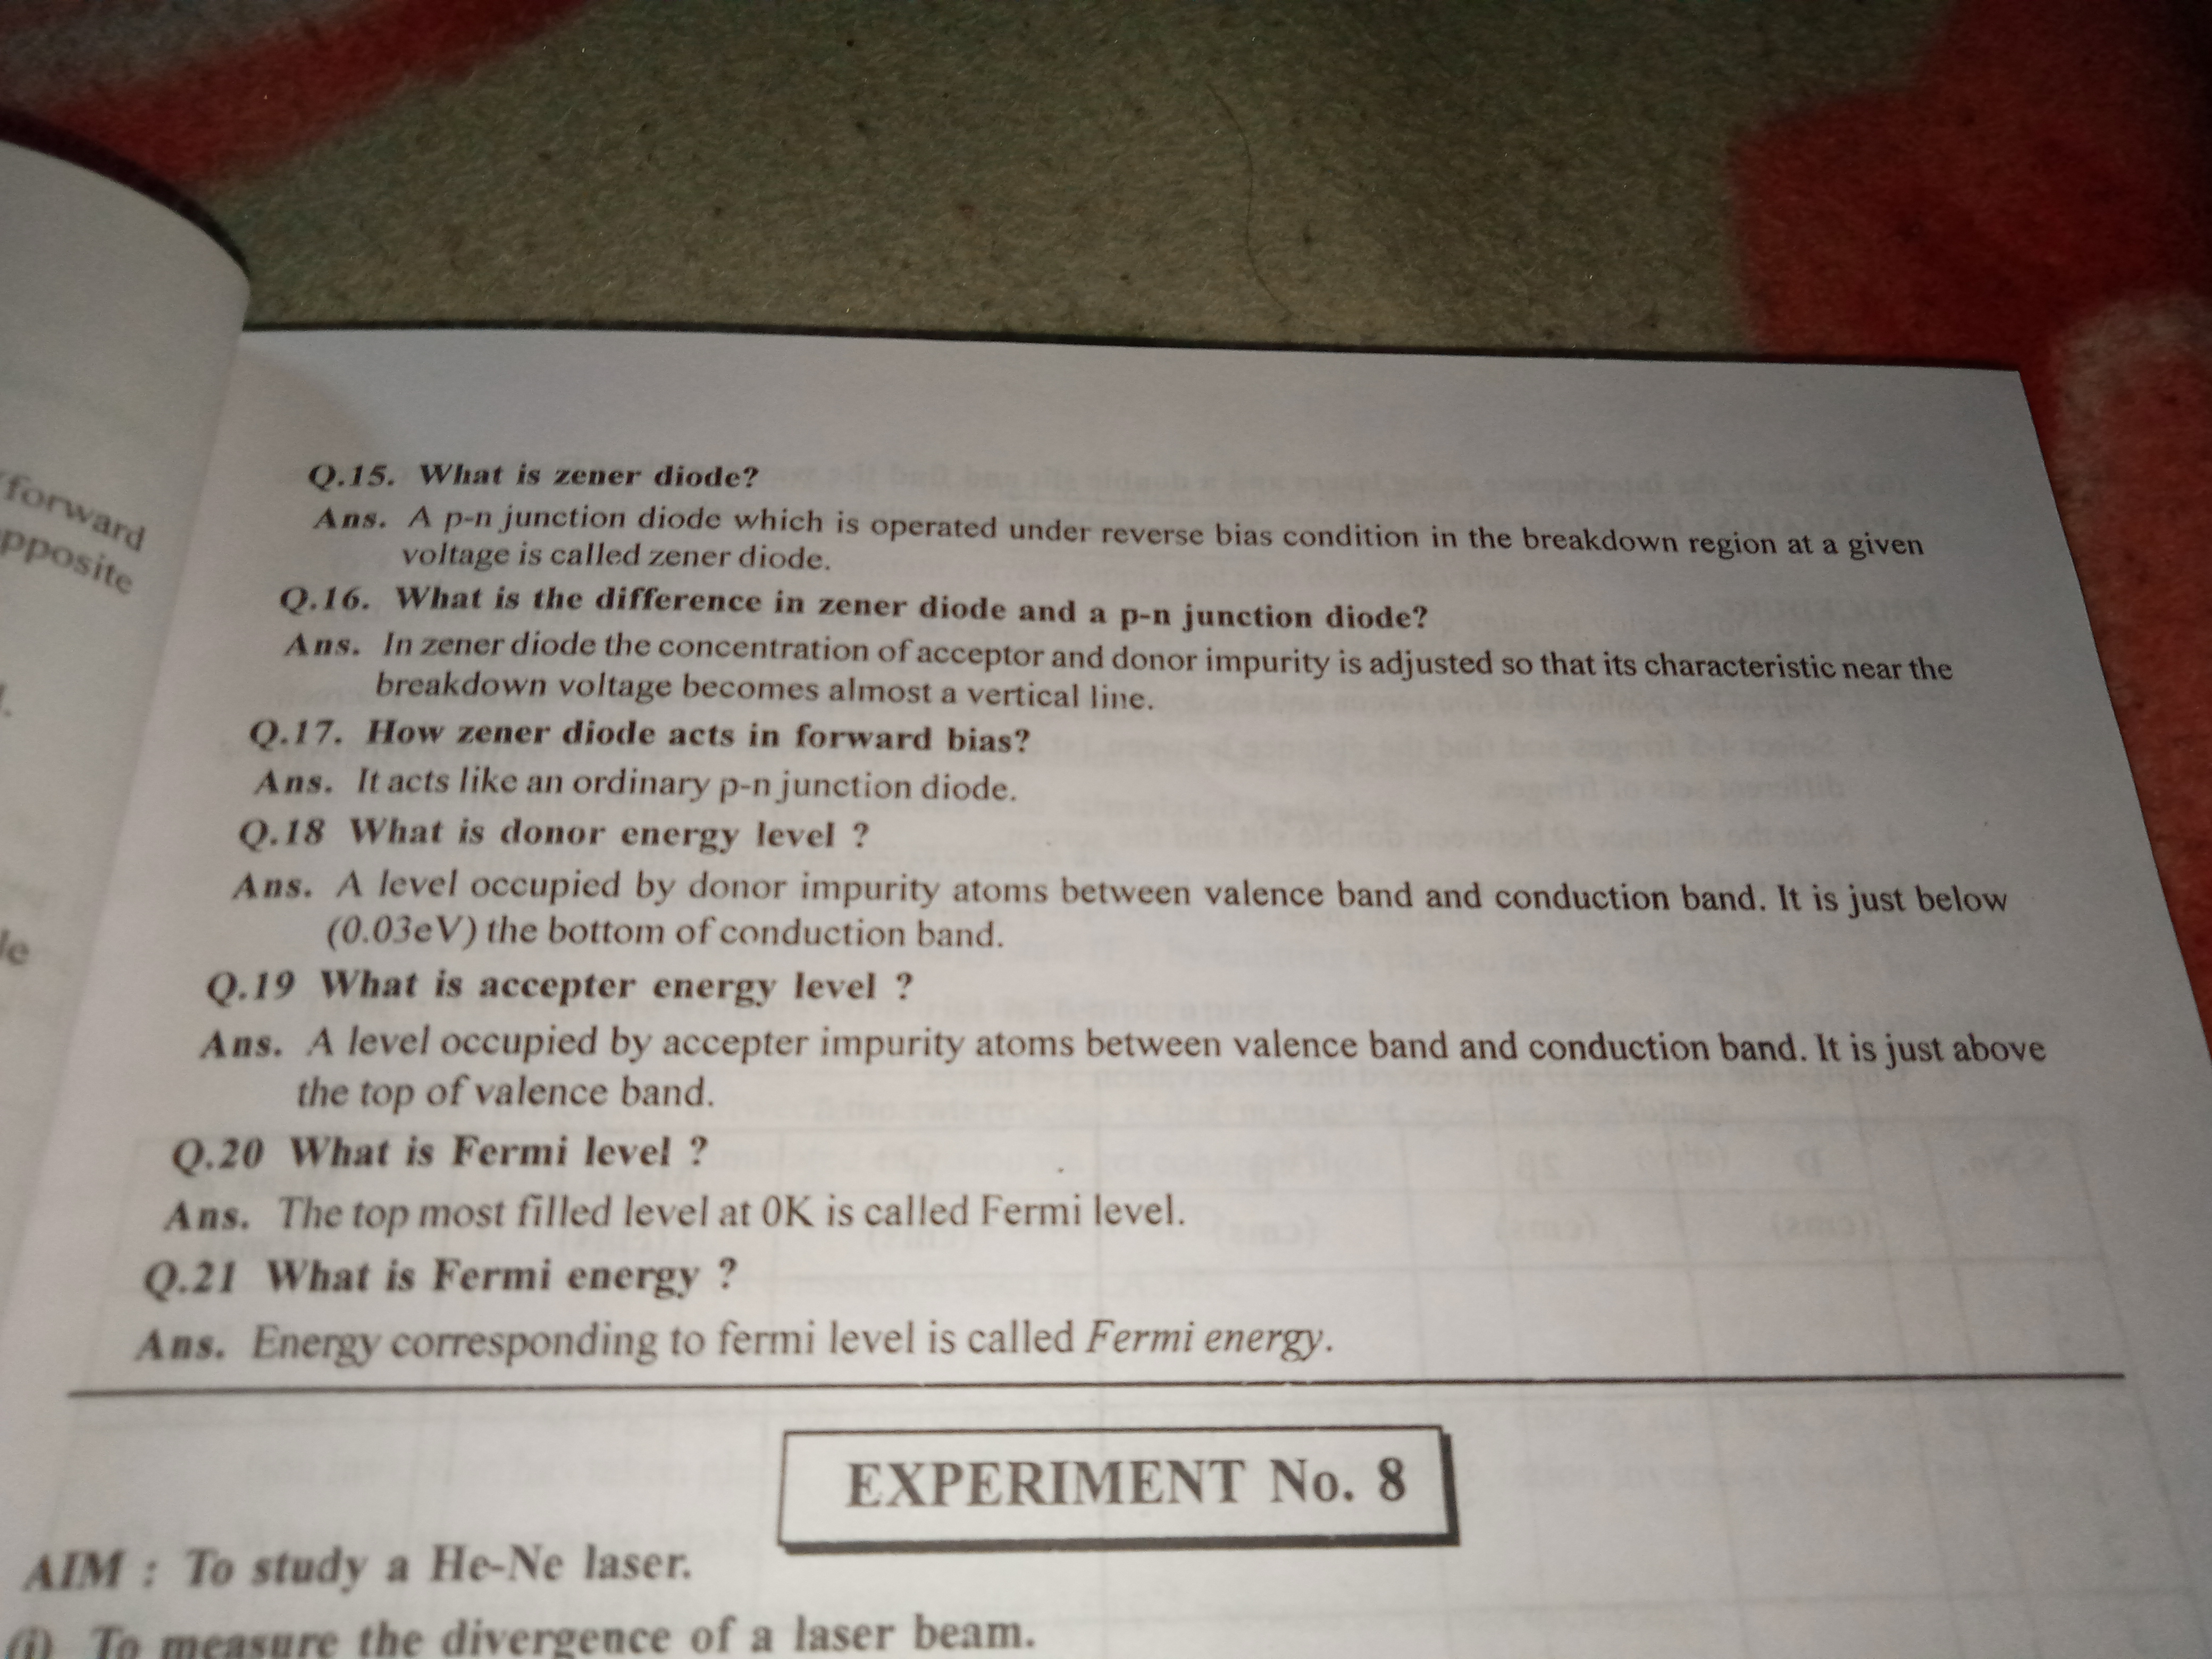 forward
pposite
Q.15. What is zener diode?
Ans. A p-n junction diode which is operated under reverse bias condition in the breakdown region at a given
voltage is called zener diode.
Q.16. What is the difference in zener diode and a p-n junction diode?
Ans. In zener diode the concentration of acceptor and donor impurity is adjusted so that its characteristic near the
breakdown voltage becomes almost a vertical line.
Q.17. How zener diode acts in forward bias?
Ans. It acts like an ordinary p-n junction diode.
Q.18 What is donor energy level ?
Ans. A level occupied by donor impurity atoms between valence band and conduction band. It is just below
(0.03eV) the bottom of conduction band.
Q.19 What is accepter energy level ?
Ans. A level occupied by accepter impurity atoms between valence band and conduction band. It is just above
the top of valence band.
Q.20 What is Fermi level ?
Ans. The top most filled level at 0K is called Fermi level.
Q.21 What is Fermi energy ?
Ans. Energy corresponding to fermi level is called Fermi energy.
EXPERIMENT No. 8
AIM : To study a He-Ne laser.
(i) To measure the divergence of a laser beam.